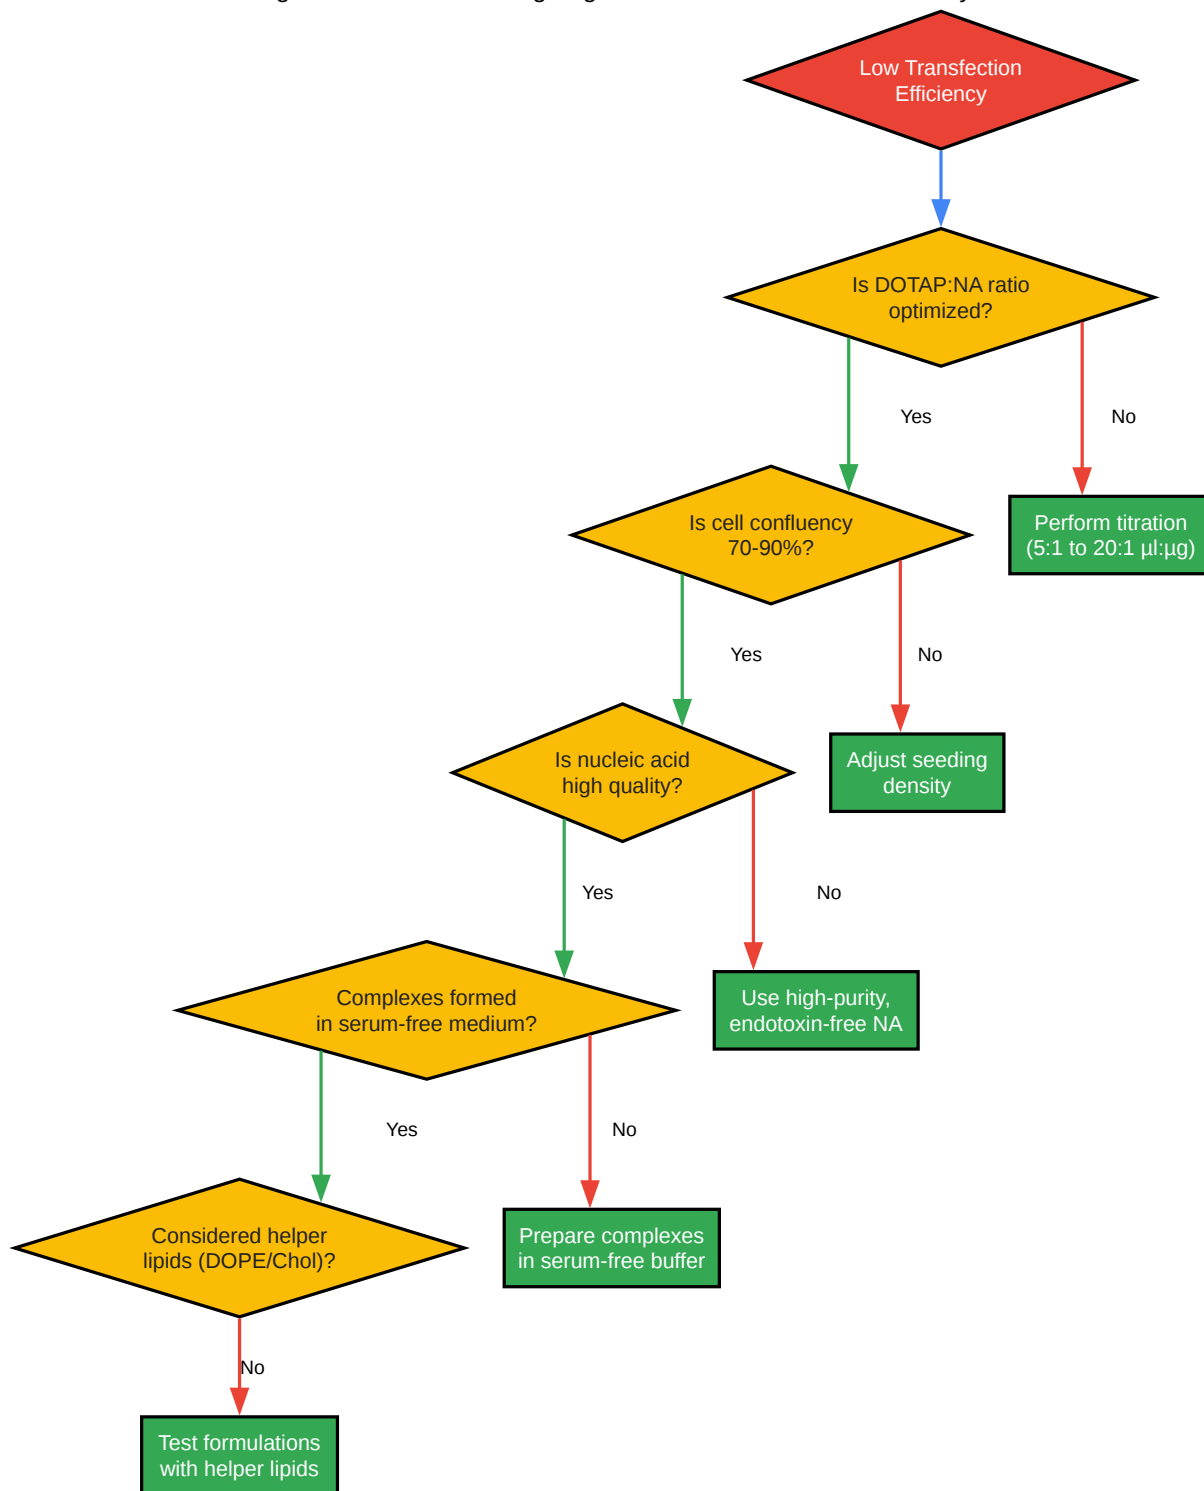 Low Transfection
Efficiency
Is DOTAP:NA ratio
optimized?
Yes
No
Is cell confluency
70-90%?
Perform titration
(5:1 to 20:1 µl:µg)
Yes
No
Is nucleic acid
high quality?
Adjust seeding
density
Yes
No
Complexes formed
in serum-free medium?
Use high-purity,
endotoxin-free NA
Yes
No
Considered helper
lipids (DOPE/Chol)?
Prepare complexes
in serum-free buffer
No
Test formulations
with helper lipids